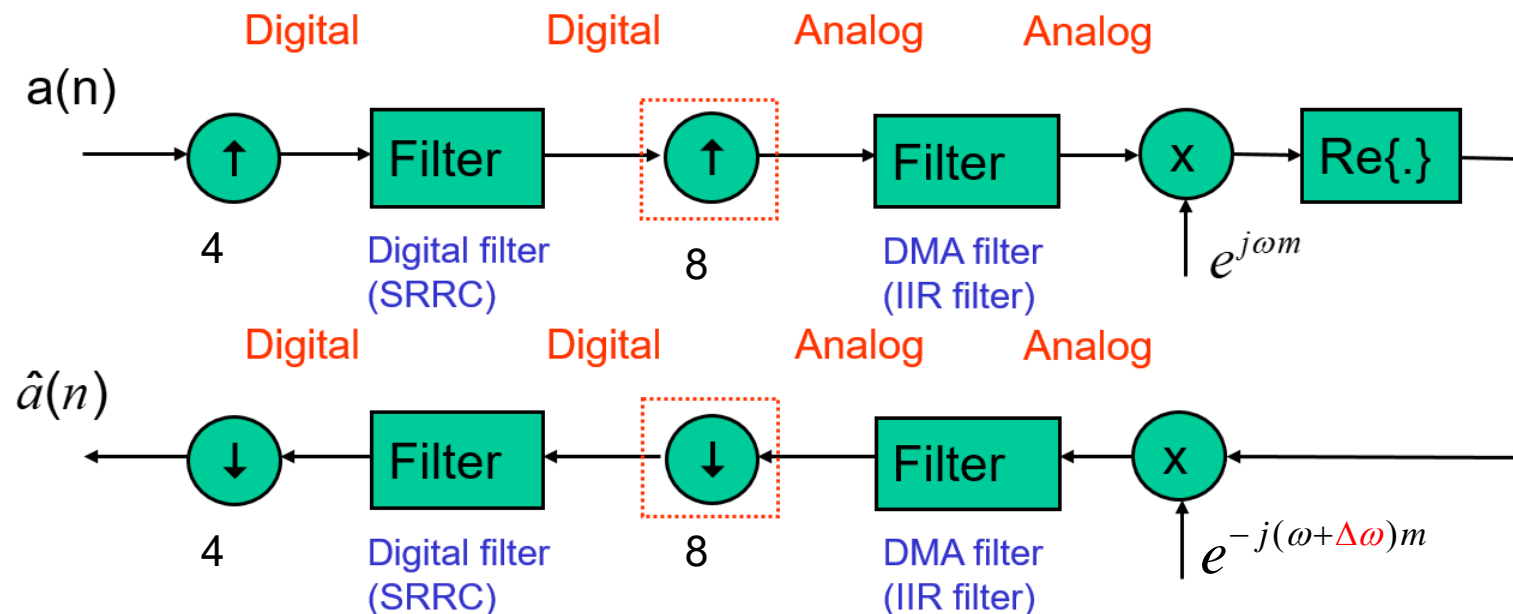 Digital Digital Analog Analog
a(n)
↑ Filter ↑ Filter x Re{.}
4 Digital filter 8 DMA filter e^{jωm}
(SRRC) (IIR filter)
Digital Digital Analog Analog
â(n)
↓ Filter ↓ Filter x
4 Digital filter 8 DMA filter e^{-j(ω+Δω)m}
(SRRC) (IIR filter)